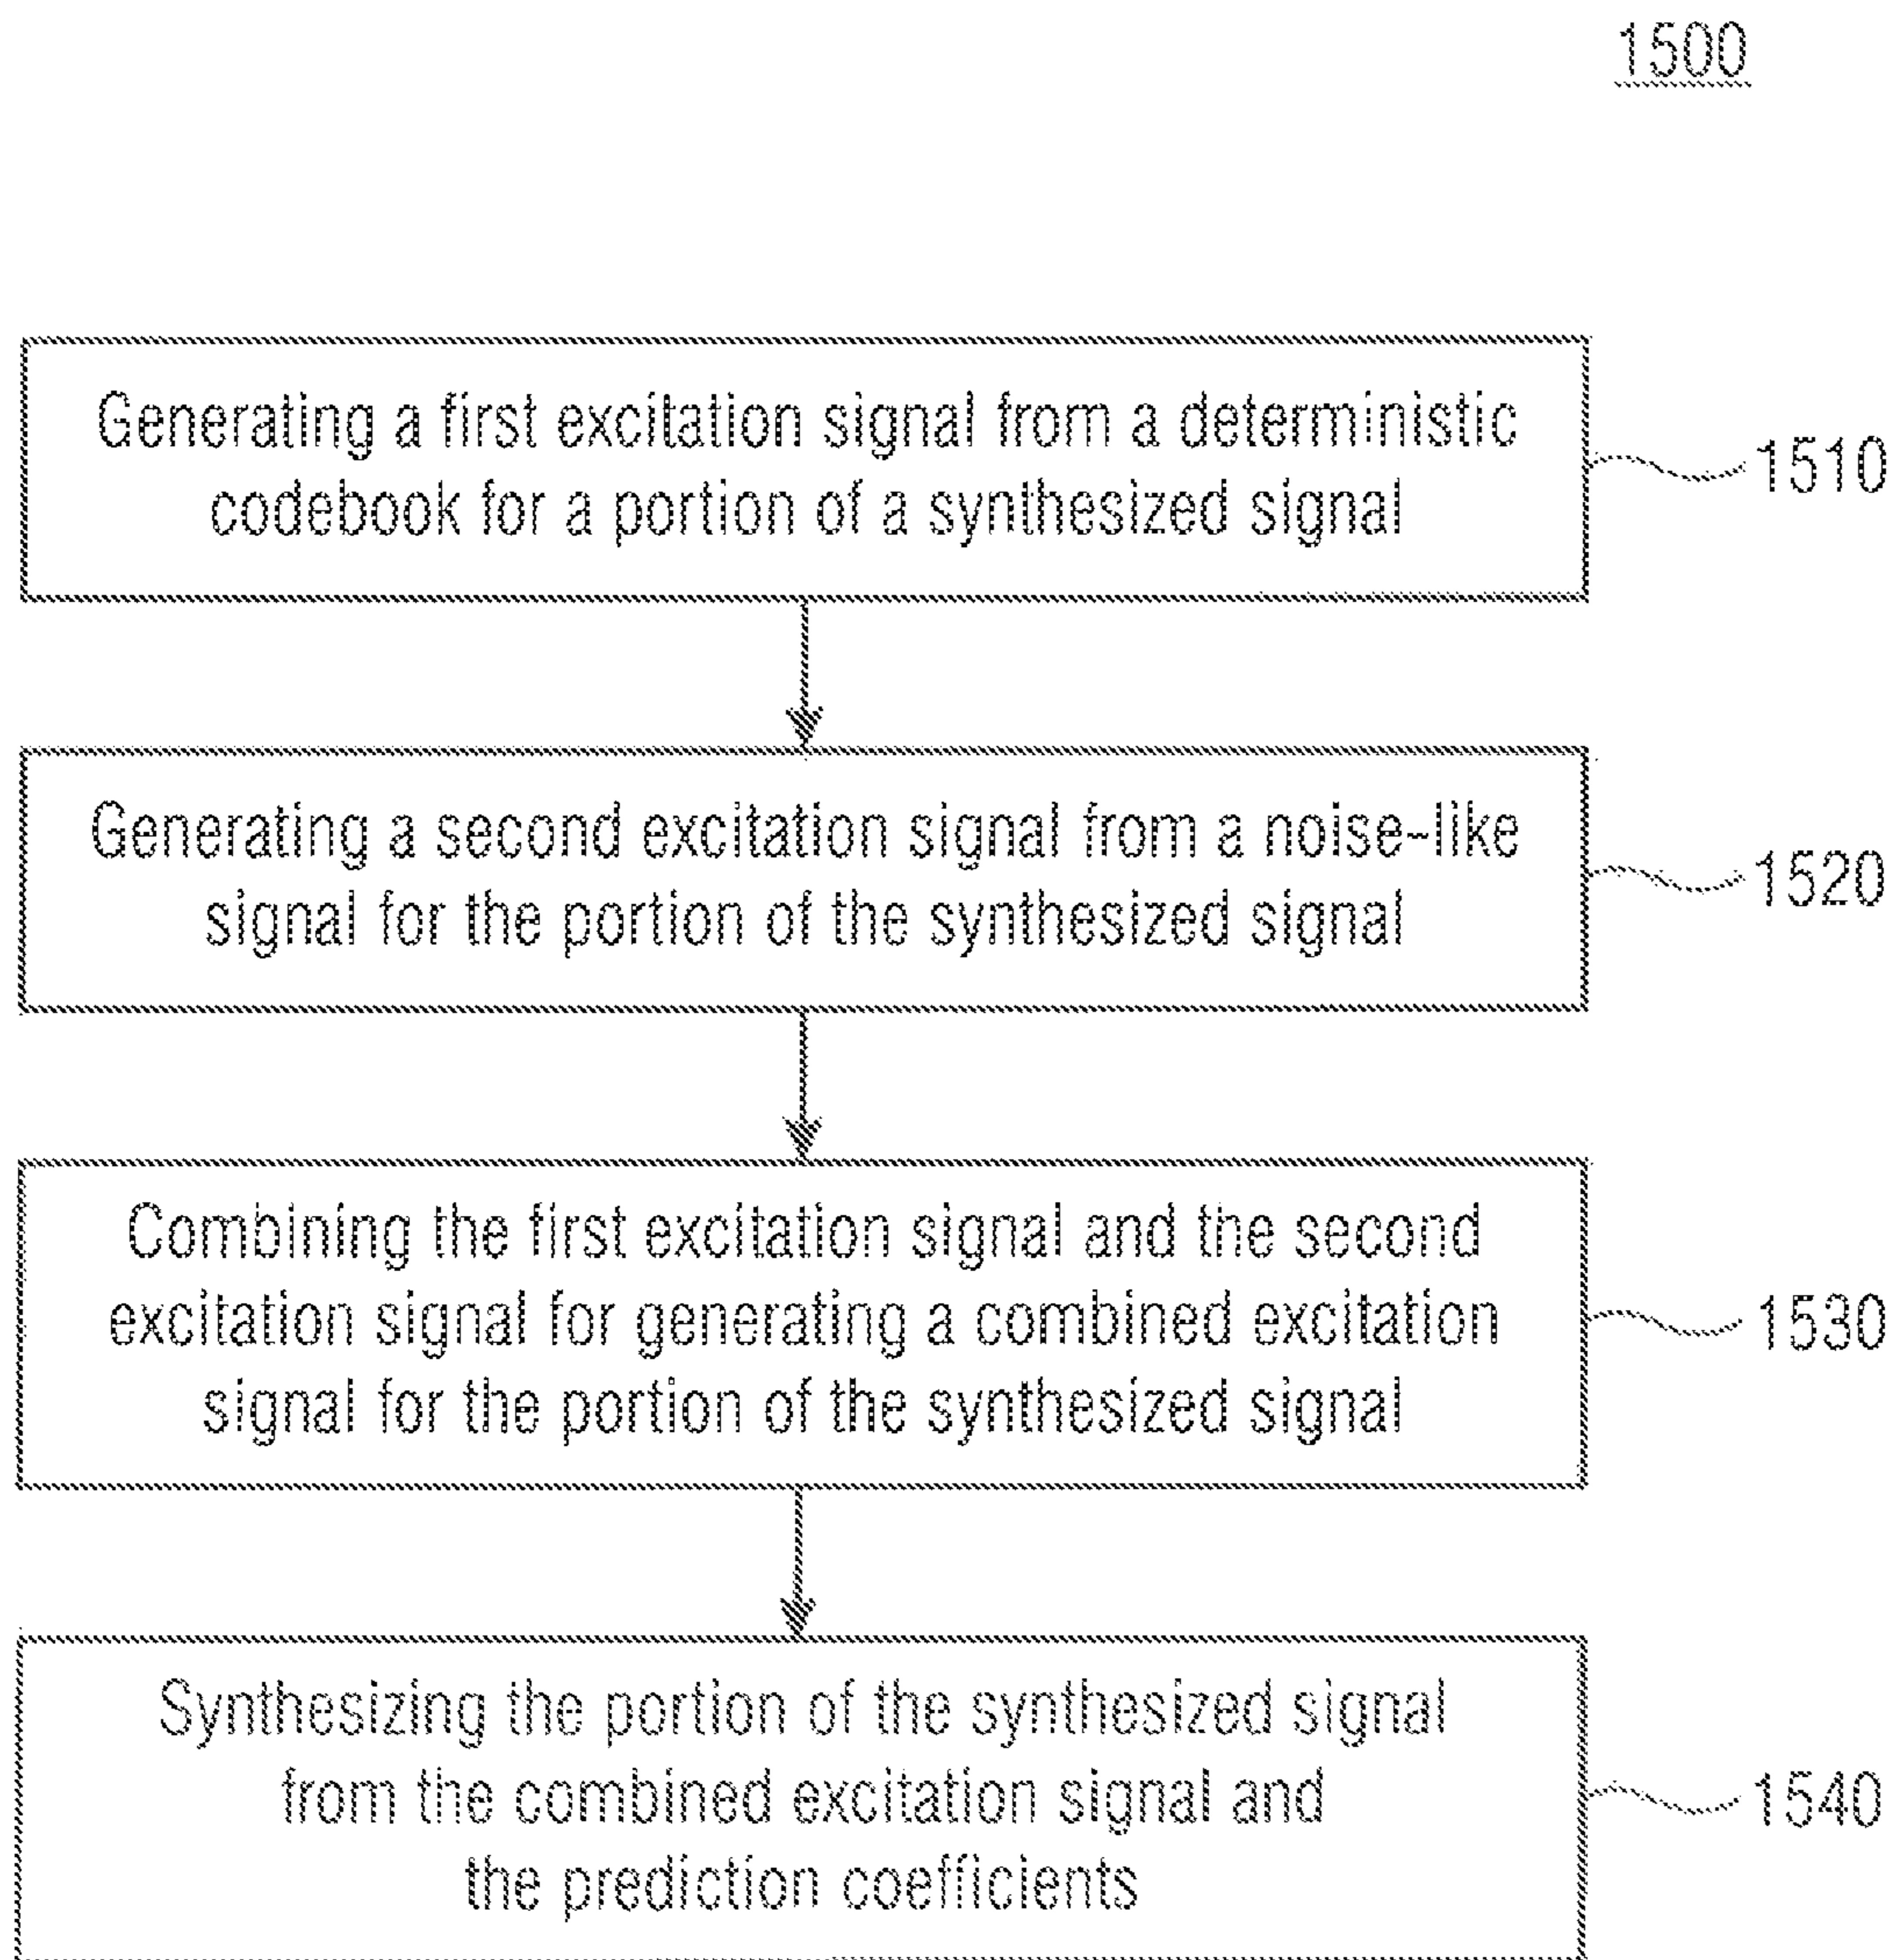 1500
Generating a first excitation signal from a deterministic
codebook for a portion of a synthesized signal
1510
Generating a second excitation signal from a noise-like
signal for the portion of the synthesized signal
1520
Combining the first excitation signal and the second
excitation signal for generating a combined excitation
signal for the portion of the synthesized signal
1530
Synthesizing the portion of the synthesized signal
from the combined excitation signal and
the prediction coefficients
1540